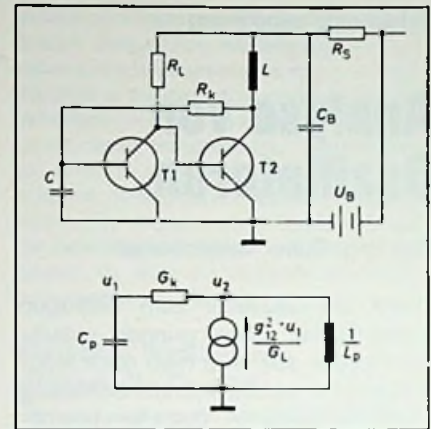 R_S
R_L
R_k
L
C_B
C
T1
T2
U_B
u_1
G_k
u_2
C_p
g_12^2 · u_1
G_L
1
L_p